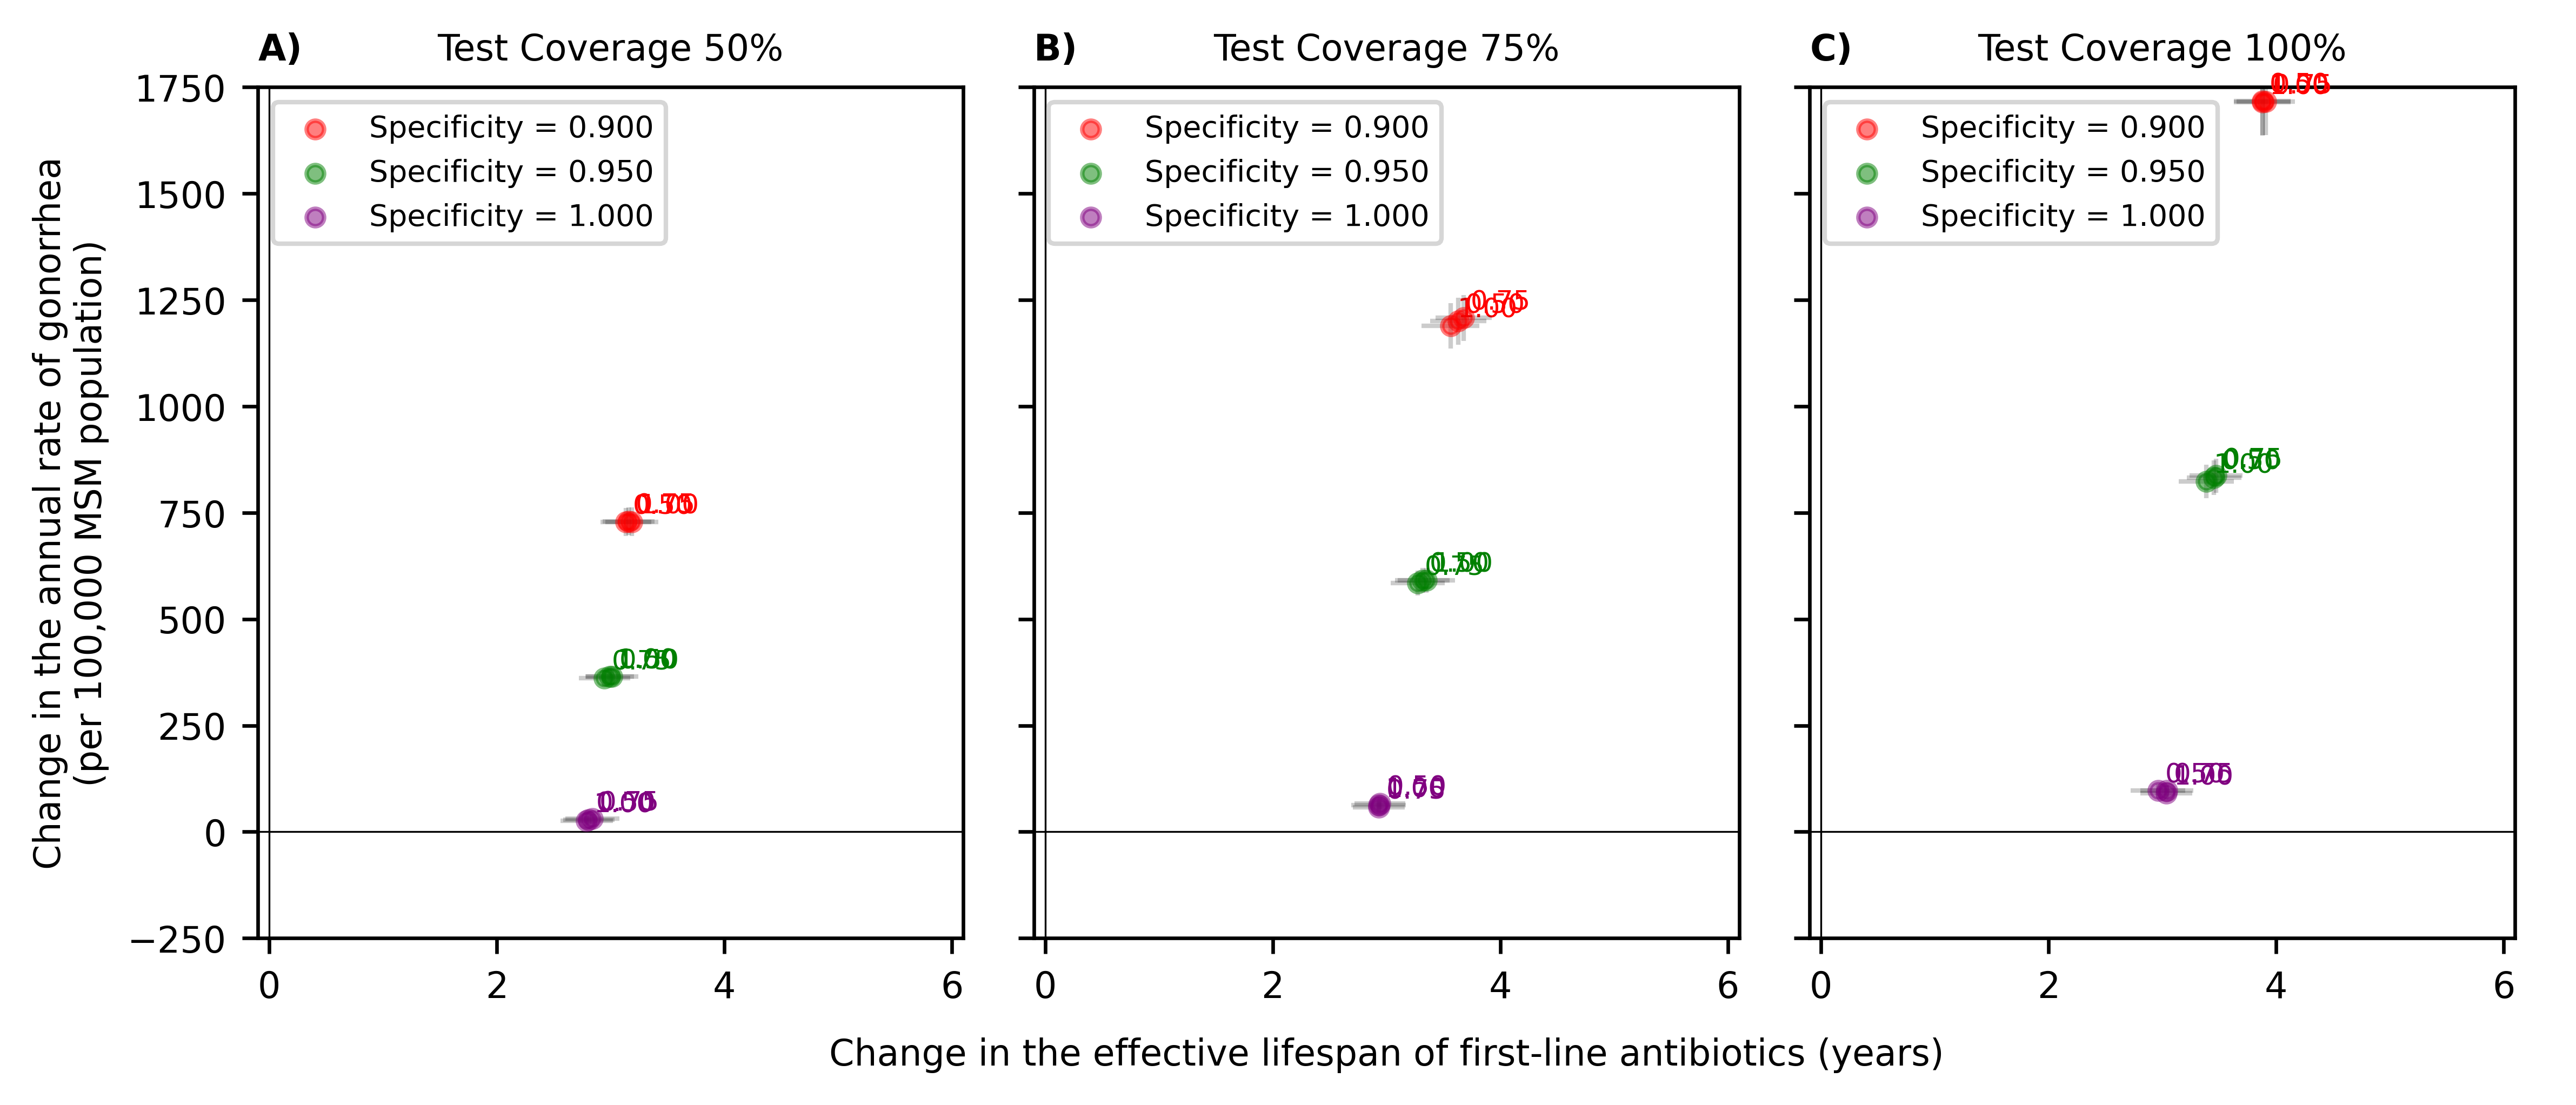 A) Test Coverage 50%
B) Test Coverage 75%
C) Test Coverage 100%
Change in the annual rate of gonorrhea
(per 100,000 MSM population)
1750
1500
1250
1000
750
500
250
0
−250
Specificity = 0.900
Specificity = 0.950
Specificity = 1.000
Specificity = 0.900
Specificity = 0.950
Specificity = 1.000
Specificity = 0.900
Specificity = 0.950
Specificity = 1.000
0 2 4 6
0 2 4 6
0 2 4 6
Change in the effective lifespan of first-line antibiotics (years)